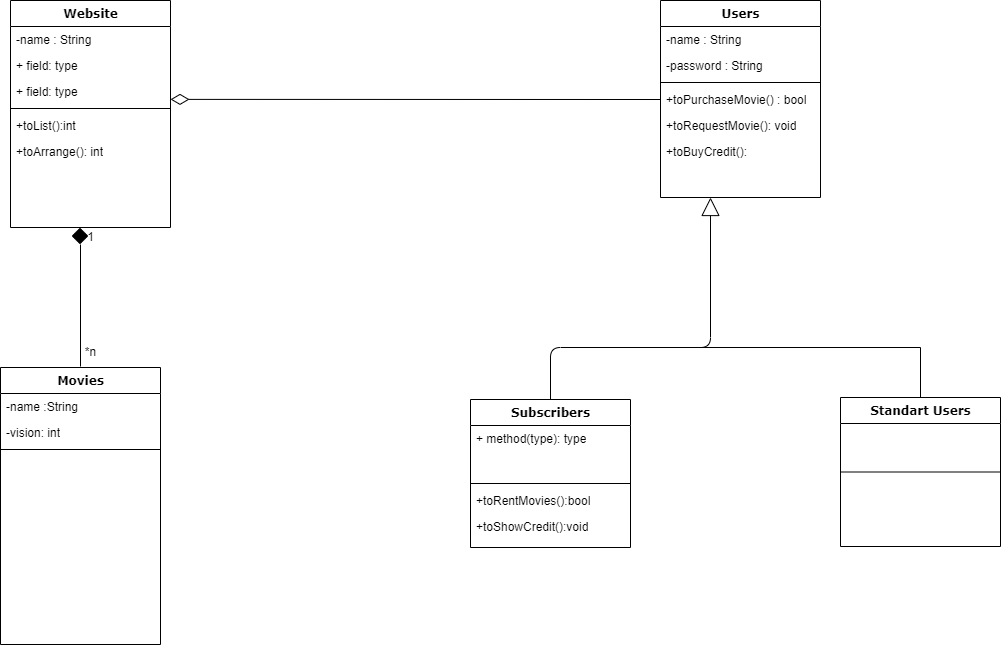 Website
-name : String
+ field: type
+ field: type
+toList():int
+toArrange(): int
Users
-name : String
-password : String
+toPurchaseMovie() : bool
+toRequestMovie(): void
+toBuyCredit():
1
*n
Movies
-name :String
-vision: int
Subscribers
+ method(type): type
+toRentMovies():bool
+toShowCredit():void
Standart Users